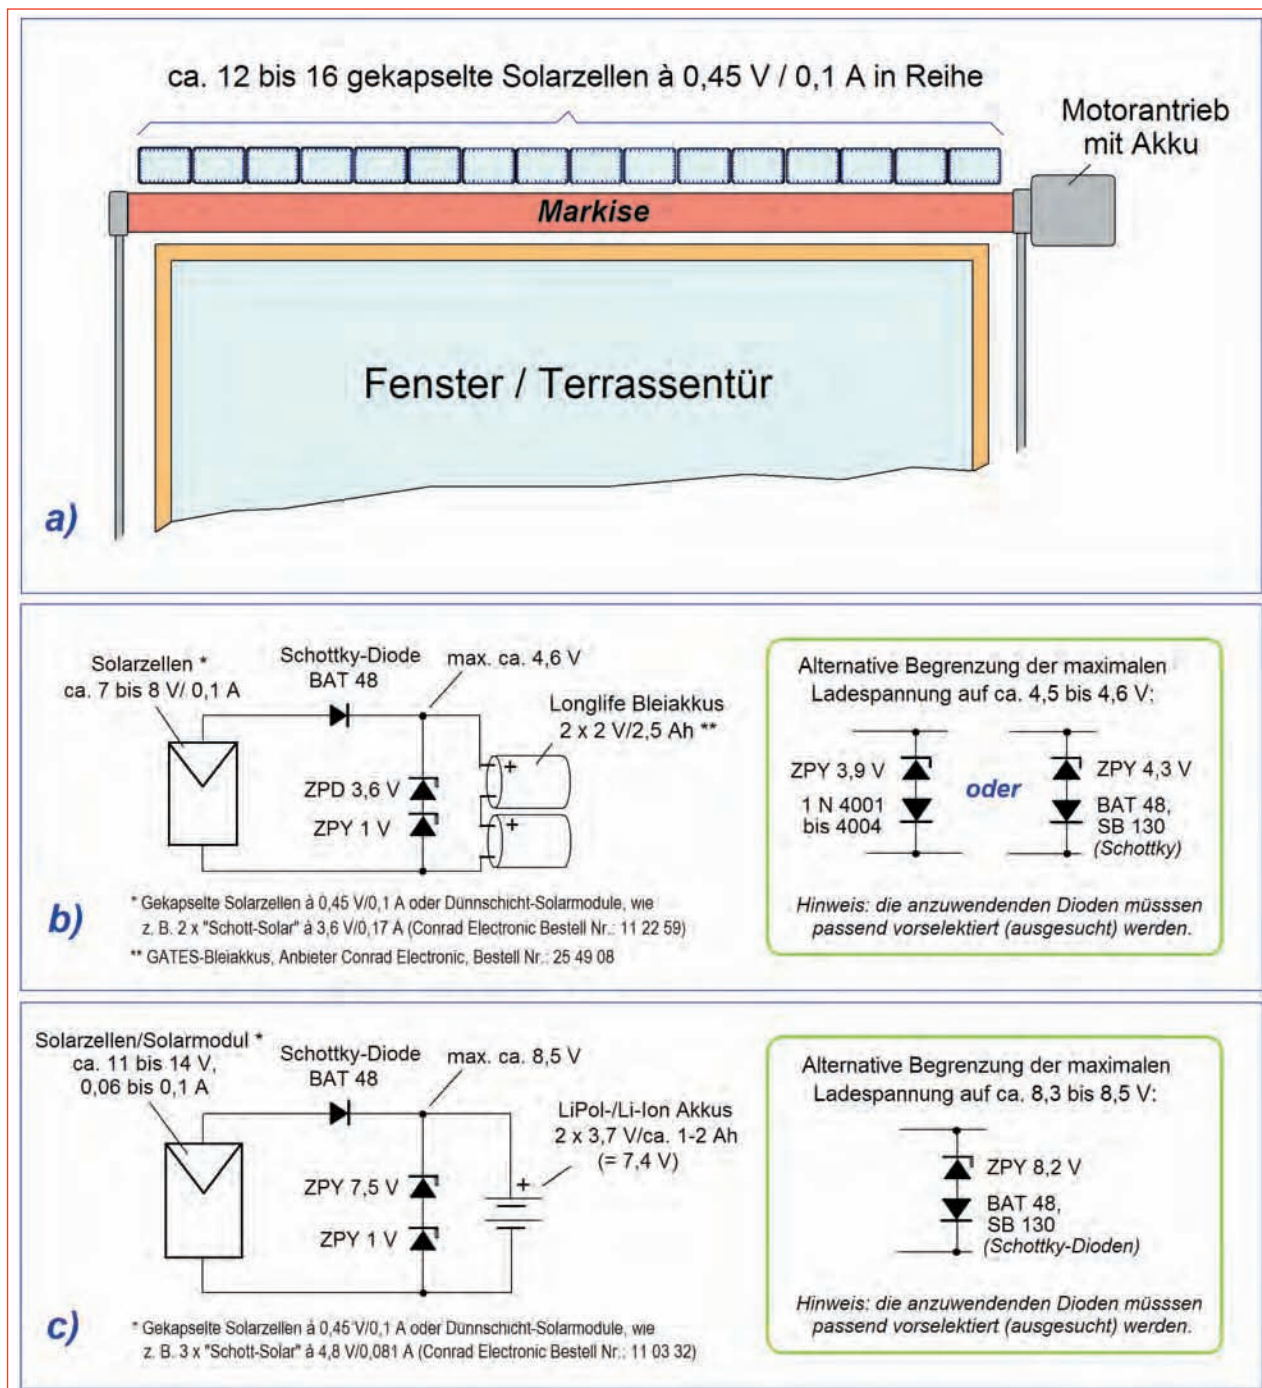 ca. 12 bis 16 gekapselte Solarzellen à 0,45 V / 0,1 A in Reihe
Motorantrieb
mit Akku
Markise
Fenster / Terrassentür
a)
Solarzellen *
ca. 7 bis 8 V/ 0,1 A
Schottky-Diode
BAT 48
max. ca. 4,6 V
Longlife Bleiakkus
2 x 2 V/2,5 Ah **
ZPD 3,6 V
ZPY 1 V
+
+
* Gekapselte Solarzellen à 0,45 V/0,1 A oder Dünnschicht-Solarmodule, wie
z. B. 2 x "Schott-Solar" à 3,6 V/0,17 A (Conrad Electronic Bestell Nr.: 11 22 59)
** GATES-Bleiakkus, Anbieter Conrad Electronic, Bestell Nr.: 25 49 08
b)
Alternative Begrenzung der maximalen
Ladespannung auf ca. 4,5 bis 4,6 V:
ZPY 3,9 V
1 N 4001
bis 4004
oder
ZPY 4,3 V
BAT 48,
SB 130
(Schottky)
Hinweis: die anzuwendenden Dioden müsssen
passend vorselektiert (ausgesucht) werden.
Solarzellen/Solarmodul *
ca. 11 bis 14 V,
0,06 bis 0,1 A
Schottky-Diode
BAT 48
max. ca. 8,5 V
LiPol-/Li-Ion Akkus
2 x 3,7 V/ca. 1-2 Ah
(= 7,4 V)
ZPY 7,5 V
ZPY 1 V
+
* Gekapselte Solarzellen à 0,45 V/0,1 A oder Dünnschicht-Solarmodule, wie
z. B. 3 x "Schott-Solar" à 4,8 V/0,081 A (Conrad Electronic Bestell Nr.: 11 03 32)
c)
Alternative Begrenzung der maximalen
Ladespannung auf ca. 8,3 bis 8,5 V:
ZPY 8,2 V
BAT 48,
SB 130
(Schottky-Dioden)
Hinweis: die anzuwendenden Dioden müsssen
passend vorselektiert (ausgesucht) werden.